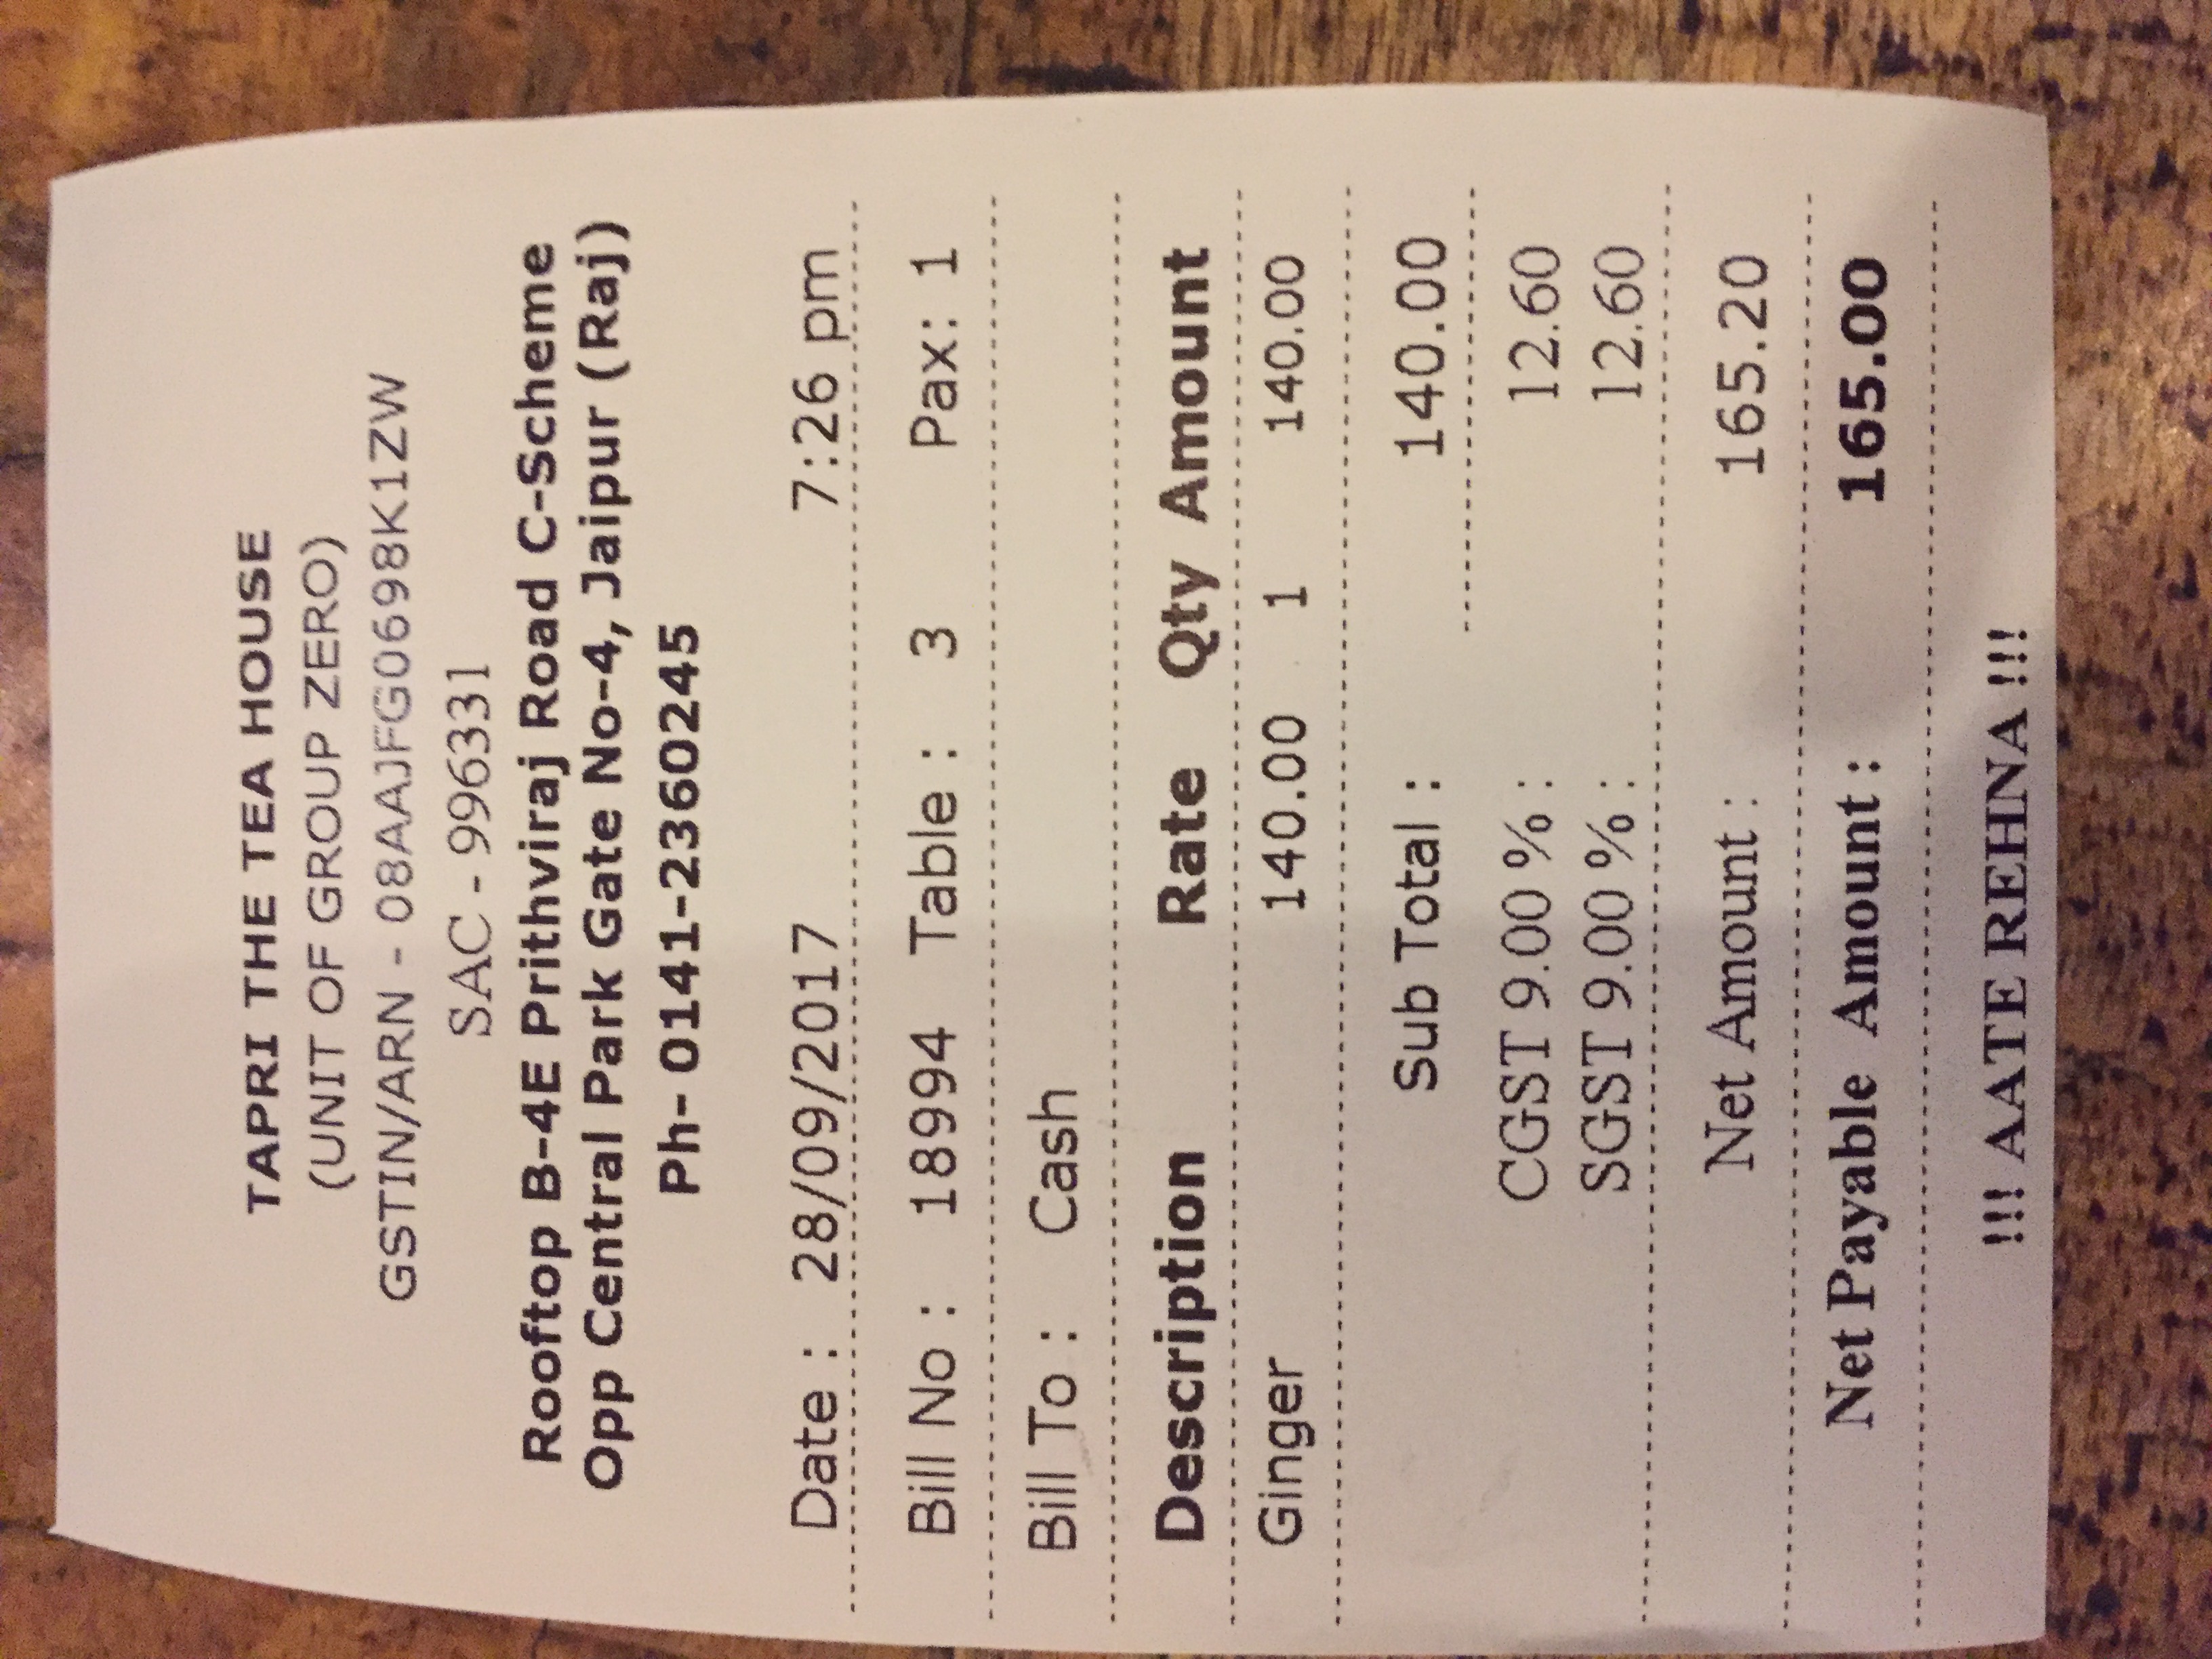 TAPRI THE TEA HOUSE
(UNIT OF GROUP ZERO)
GSTIN/ARN - 08AAJFG0698K1ZW
SAC - 996331
Rooftop B-4E Prithviraj Road C-Scheme
Opp Central Park Gate No-4, Jaipur (Raj)
Ph- 0141-2360245
Date : 28/09/2017 7:26 pm
Bill No : 18994 Table : 3 Pax: 1
Bill To : Cash
Description Rate Qty Amount
Ginger 140.00 1 140.00
Sub Total : 140.00
CGST 9.00 % : 12.60
SGST 9.00 % : 12.60
Net Amount : 165.20
Net Payable Amount : 165.00
!!! AATE REHNA !!!